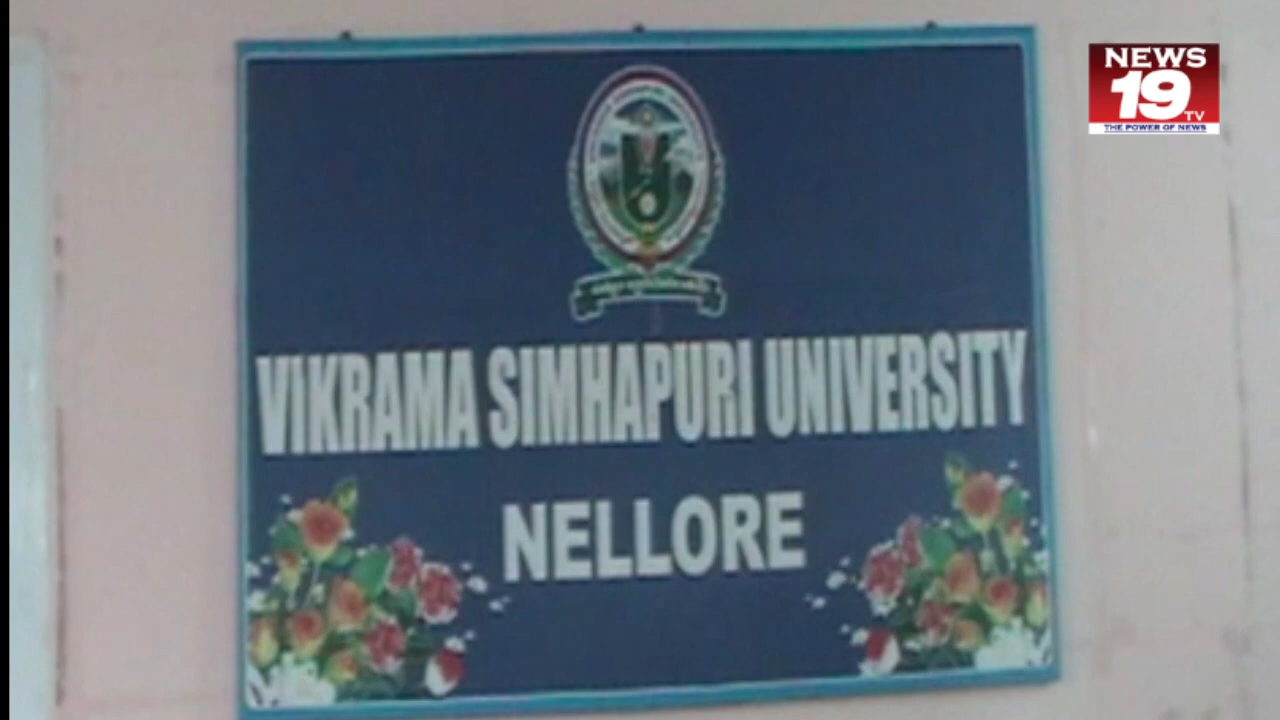 NEWS
19
TV
THE POWER OF NEWS
VIKRAMA SIMHAPURI UNIVERSITY
NELLORE